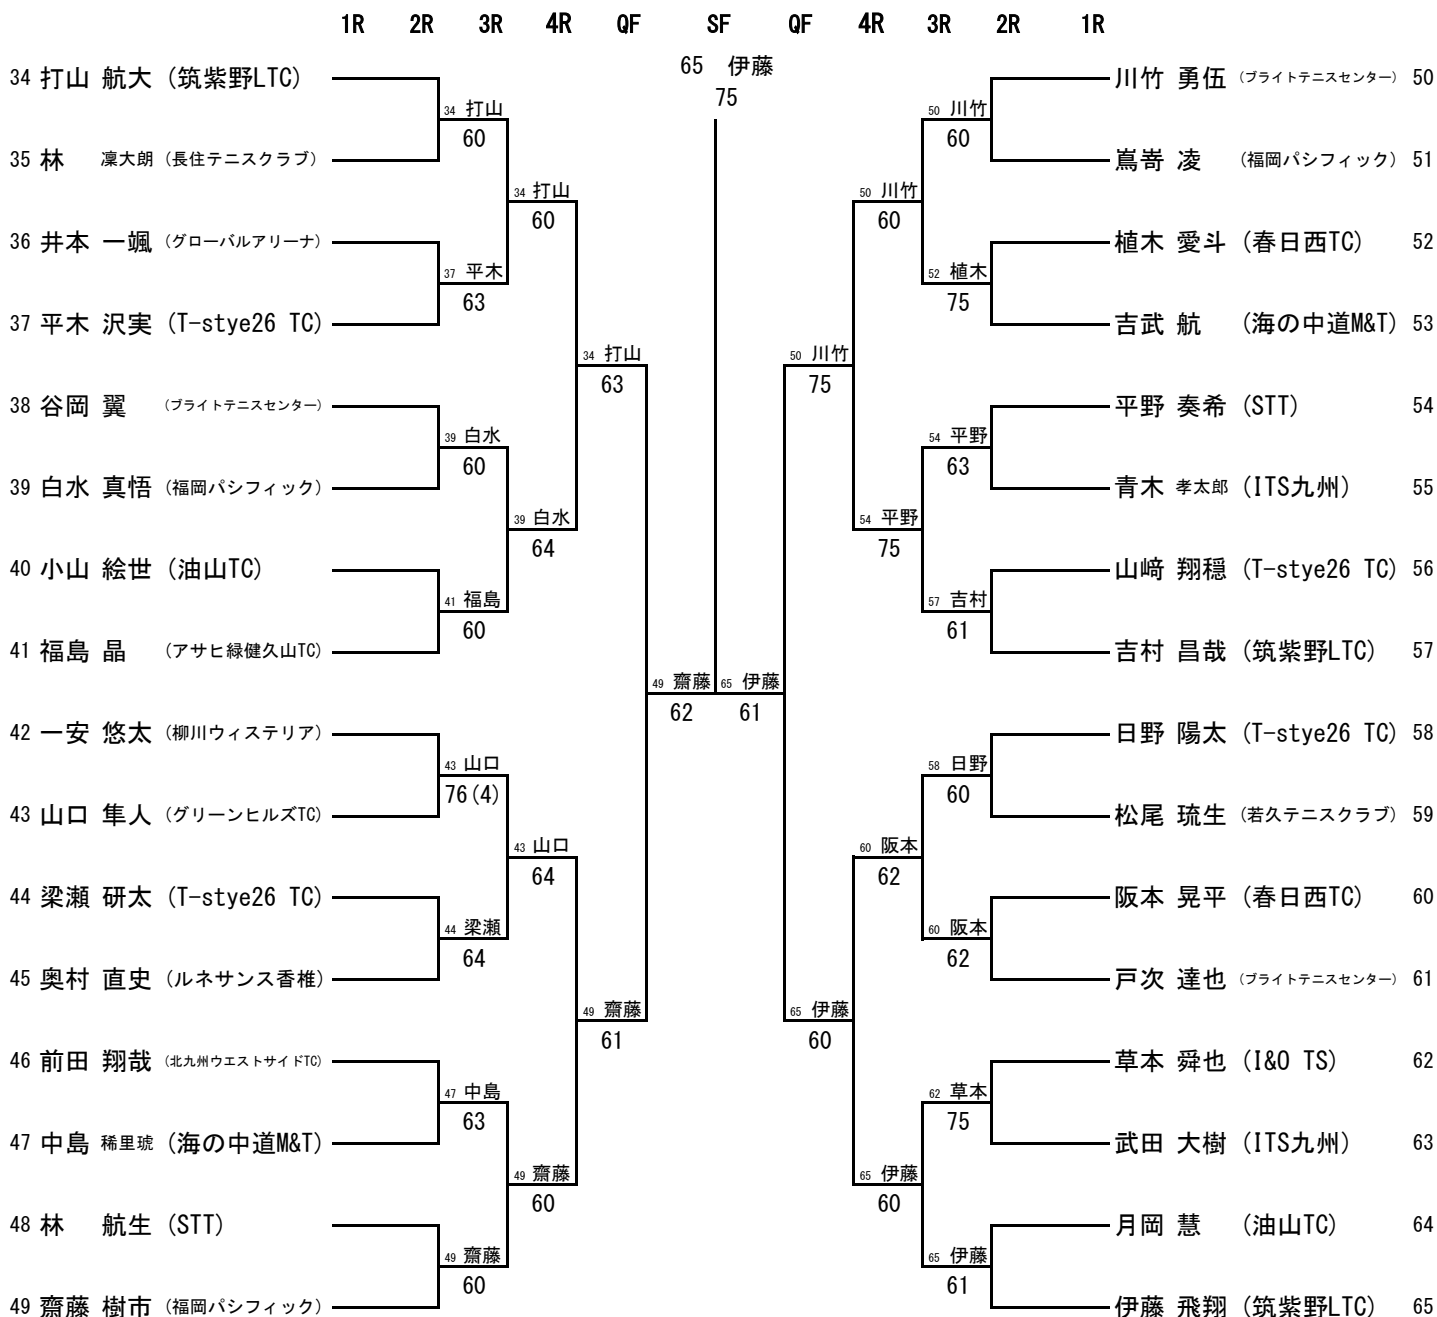 1R 2R 3R 4R QF SF QF 4R 3R 2R 1R
65 伊藤
75
34 打山 航大 (筑紫野LTC)
34 打山
60
35 林 凜大朗 (長住テニスクラブ)
34 打山
60
36 井本 一颯 (グローバルアリーナ)
37 平木
63
37 平木 沢実 (T-stye26 TC)
34 打山
63
38 谷岡 翼 (ブライトテニスセンター)
39 白水
60
39 白水 真悟 (福岡パシフィック)
39 白水
64
40 小山 絵世 (油山TC)
41 福島
60
41 福島 晶 (アサヒ緑健久山TC)
49 齋藤
62
42 一安 悠太 (柳川ウィステリア)
43 山口
76(4)
43 山口 隼人 (グリーンヒルズTC)
43 山口
64
44 梁瀬 研太 (T-stye26 TC)
44 梁瀬
64
45 奥村 直史 (ルネサンス香椎)
49 齋藤
61
46 前田 翔哉 (北九州ウエストサイドTC)
47 中島
63
47 中島 稀里琥 (海の中道M&T)
49 齋藤
60
48 林 航生 (STT)
49 齋藤
60
49 齋藤 樹市 (福岡パシフィック)
川竹 勇伍 (ブライトテニスセンター) 50
50 川竹
60
嶌嵜 凌 (福岡パシフィック) 51
50 川竹
60
植木 愛斗 (春日西TC) 52
52 植木
75
吉武 航 (海の中道M&T) 53
50 川竹
75
平野 奏希 (STT) 54
54 平野
63
青木 孝太郎 (ITS九州) 55
54 平野
75
山﨑 翔穏 (T-stye26 TC) 56
57 吉村
61
吉村 昌哉 (筑紫野LTC) 57
65 伊藤
61
日野 陽太 (T-stye26 TC) 58
58 日野
60
松尾 琉生 (若久テニスクラブ) 59
60 阪本
62
阪本 晃平 (春日西TC) 60
60 阪本
62
戸次 達也 (ブライトテニスセンター) 61
65 伊藤
60
草本 舜也 (I&O TS) 62
62 草本
75
武田 大樹 (ITS九州) 63
65 伊藤
60
月岡 慧 (油山TC) 64
65 伊藤
61
伊藤 飛翔 (筑紫野LTC) 65